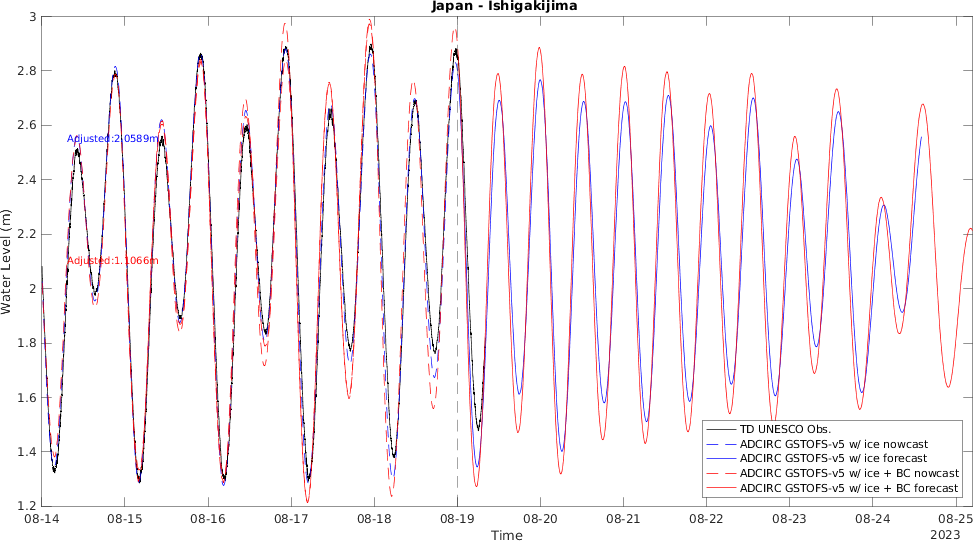 Japan - Ishigakijima
Water Level (m)
3
2.8
2.6
2.4
2.2
2
1.8
1.6
1.4
1.2
Adjusted:2.0589m
Adjusted:1.1066m
TD UNESCO Obs.
ADCIRC GSTOFS-v5 w/ ice nowcast
ADCIRC GSTOFS-v5 w/ ice forecast
ADCIRC GSTOFS-v5 w/ ice + BC nowcast
ADCIRC GSTOFS-v5 w/ ice + BC forecast
08-14 08-15 08-16 08-17 08-18 08-19 08-20 08-21 08-22 08-23 08-24 08-25
Time
2023